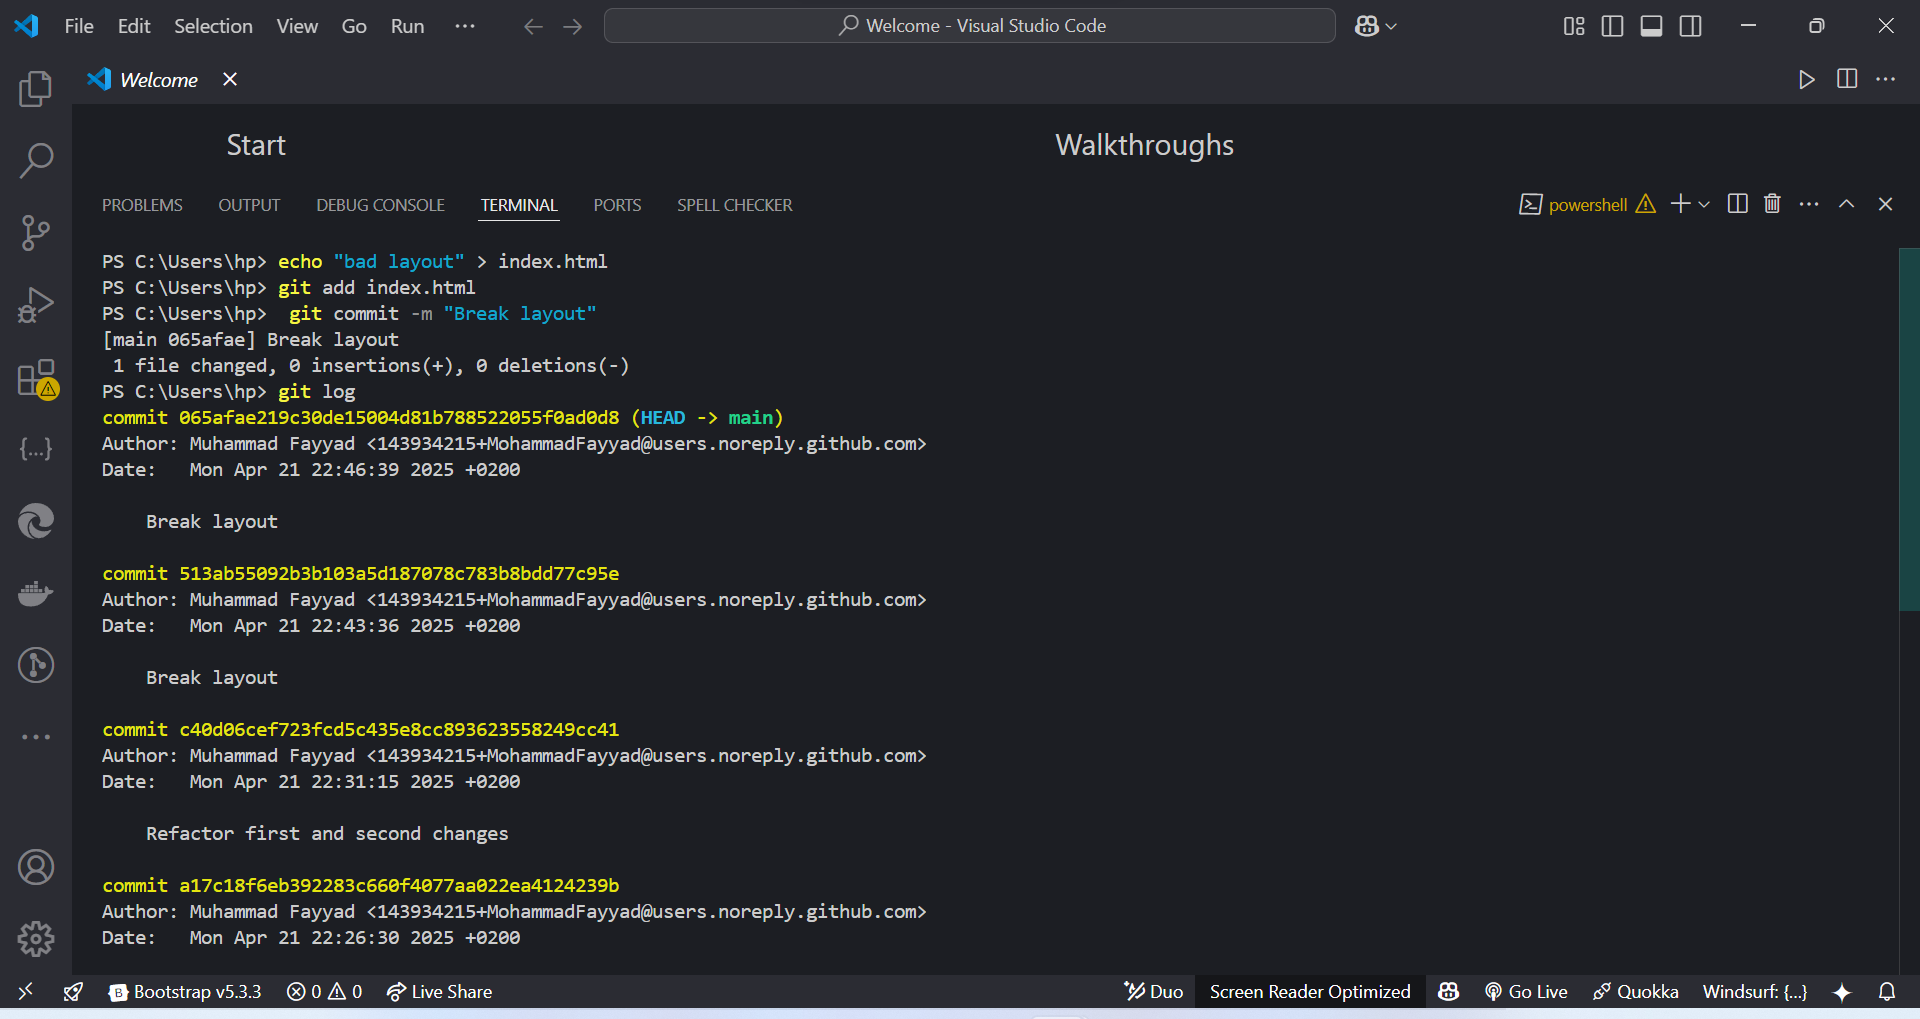 File Edit Selection View Go Run ··· Welcome - Visual Studio Code
Welcome
Start Walkthroughs
PROBLEMS OUTPUT DEBUG CONSOLE TERMINAL PORTS SPELL CHECKER powershell
PS C:\Users\hp> echo "bad layout" > index.html
PS C:\Users\hp> git add index.html
PS C:\Users\hp>  git commit -m "Break layout"
[main 065afae] Break layout
 1 file changed, 0 insertions(+), 0 deletions(-)
PS C:\Users\hp> git log
commit 065afae219c30de15004d81b788522055f0ad0d8 (HEAD -> main)
Author: Muhammad Fayyad <143934215+MohammadFayyad@users.noreply.github.com>
Date:   Mon Apr 21 22:46:39 2025 +0200
    Break layout
commit 513ab55092b3b103a5d187078c783b8bdd77c95e
Author: Muhammad Fayyad <143934215+MohammadFayyad@users.noreply.github.com>
Date:   Mon Apr 21 22:43:36 2025 +0200
    Break layout
commit c40d06cef723fcd5c435e8cc893623558249cc41
Author: Muhammad Fayyad <143934215+MohammadFayyad@users.noreply.github.com>
Date:   Mon Apr 21 22:31:15 2025 +0200
    Refactor first and second changes
commit a17c18f6eb392283c660f4077aa022ea4124239b
Author: Muhammad Fayyad <143934215+MohammadFayyad@users.noreply.github.com>
Date:   Mon Apr 21 22:26:30 2025 +0200
B Bootstrap v5.3.3 0 0 Live Share Duo Screen Reader Optimized Go Live Quokka Windsurf: {...}